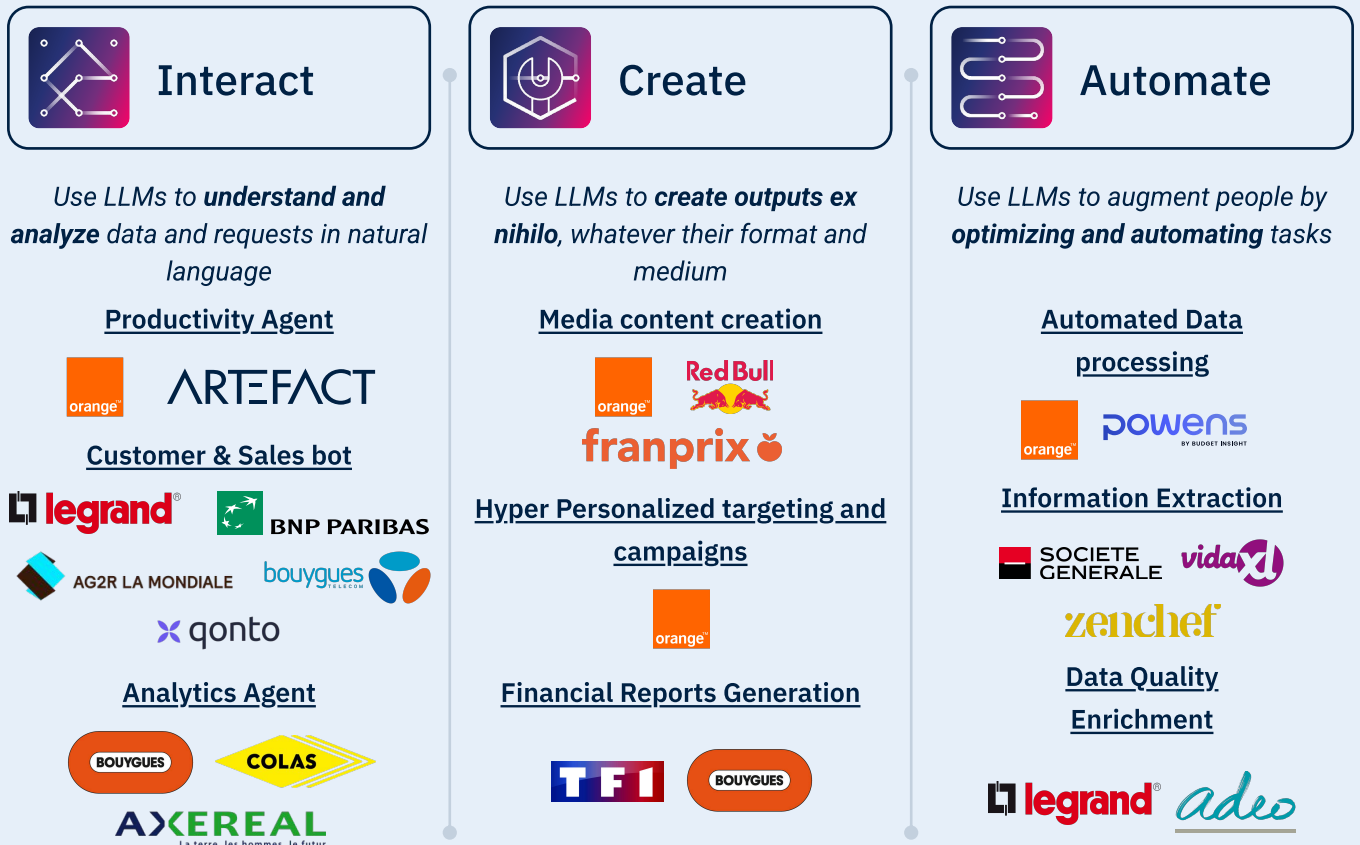 Interact
Use LLMs to understand and
analyze data and requests in natural
language
Productivity Agent
orange™
ARTEFACT
Customer & Sales bot
legrand®
BNP PARIBAS
AG2R LA MONDIALE
bouygues
TELECOM
qonto
Analytics Agent
BOUYGUES
COLAS
AXEREAL
La terre, les hommes, le futur
Create
Use LLMs to create outputs ex
nihilo, whatever their format and
medium
Media content creation
orange™
Red Bull
franprix
Hyper Personalized targeting and
campaigns
orange™
Financial Reports Generation
TF1
BOUYGUES
Automate
Use LLMs to augment people by
optimizing and automating tasks
Automated Data
processing
orange™
powens
BY BUDGET INSIGHT
Information Extraction
SOCIETE
GENERALE
vidaXL
zenchef
Data Quality
Enrichment
legrand®
adeo